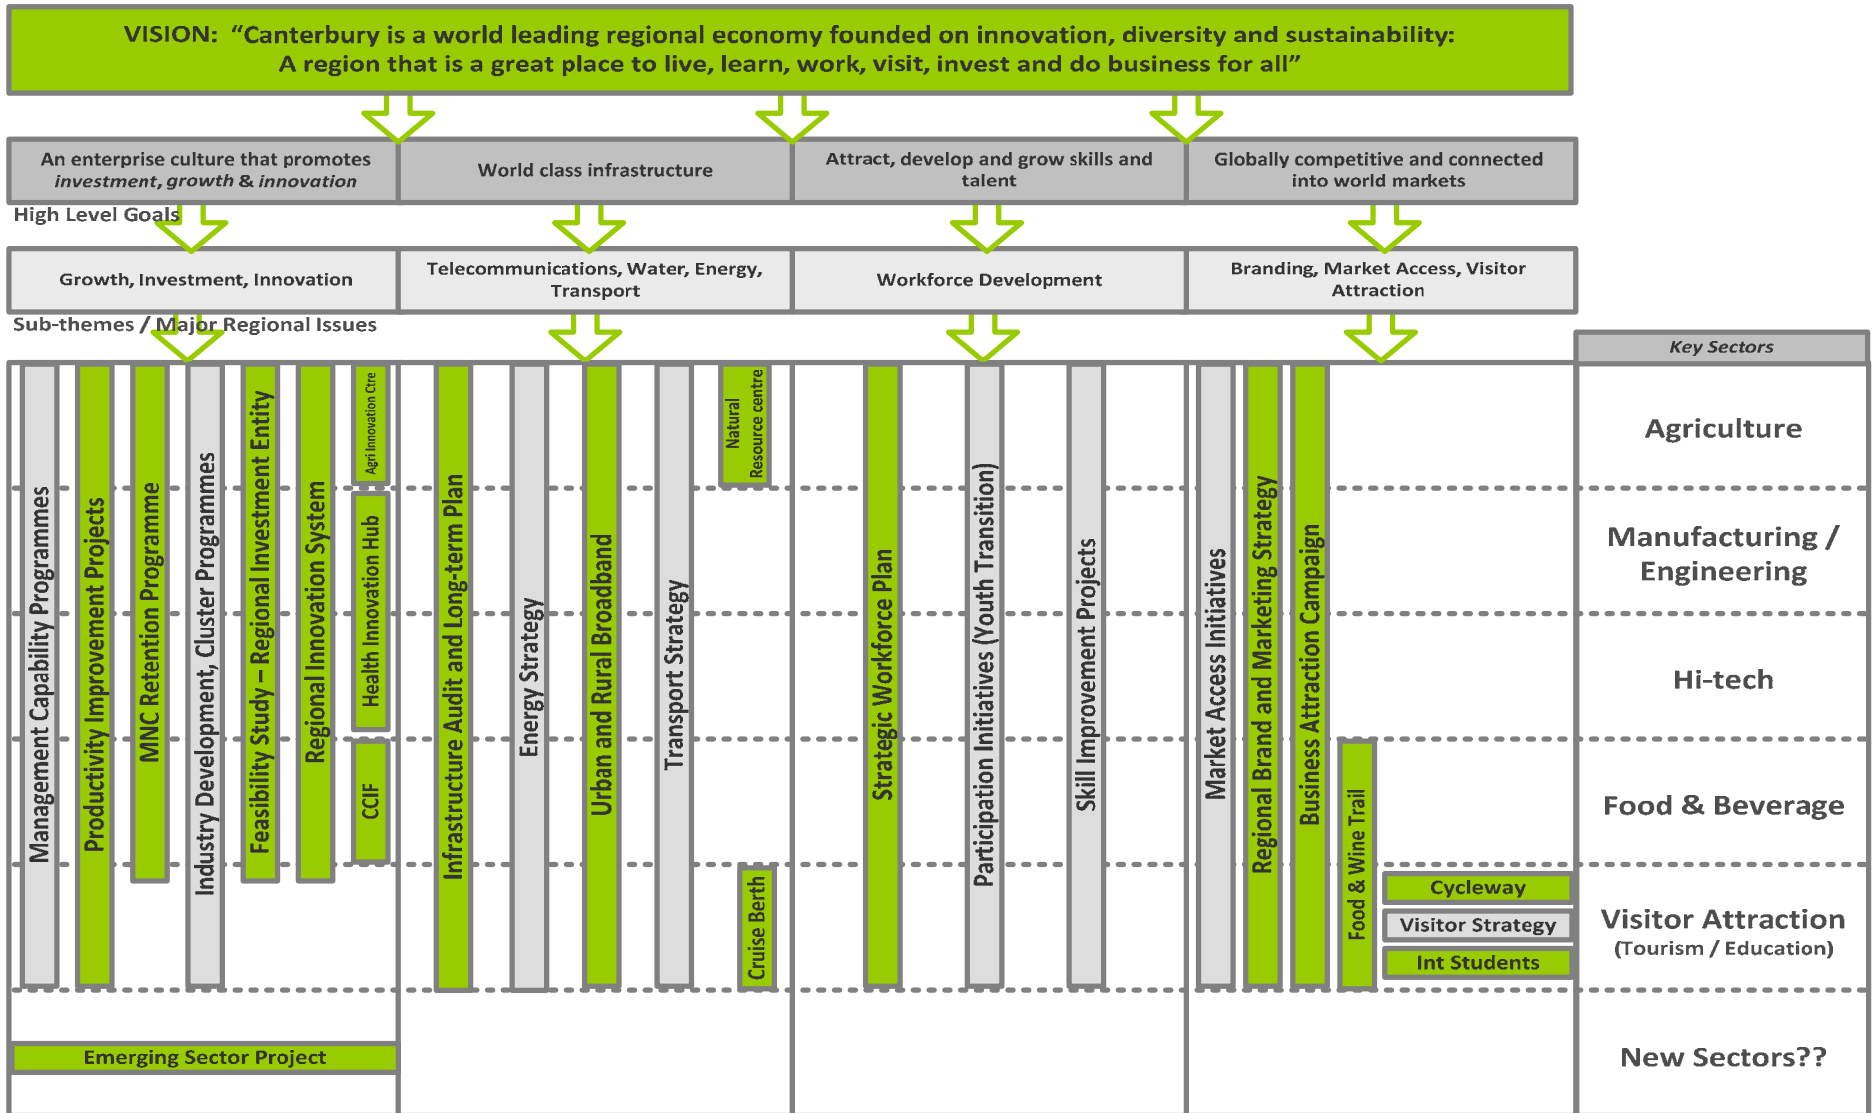 VISION: “Canterbury is a world leading regional economy founded on innovation, diversity and sustainability:
A region that is a great place to live, learn, work, visit, invest and do business for all”
An enterprise culture that promotes
investment, growth & innovation
World class infrastructure
Attract, develop and grow skills and
talent
Globally competitive and connected
into world markets
High Level Goals
Growth, Investment, Innovation
Telecommunications, Water, Energy,
Transport
Workforce Development
Branding, Market Access, Visitor
Attraction
Sub-themes / Major Regional Issues
Key Sectors
Management Capability Programmes
Productivity Improvement Projects
MNC Retention Programme
Industry Development, Cluster Programmes
Feasibility Study – Regional Investment Entity
Regional Innovation System
Agri Innovation Ctre
Health Innovation Hub
CCIF
Infrastructure Audit and Long-term Plan
Energy Strategy
Urban and Rural Broadband
Transport Strategy
Natural
Resource centre
Cruise Berth
Strategic Workforce Plan
Participation Initiatives (Youth Transition)
Skill Improvement Projects
Market Access Initiatives
Regional Brand and Marketing Strategy
Business Attraction Campaign
Food & Wine Trail
Cycleway
Visitor Strategy
Int Students
Agriculture
Manufacturing /
Engineering
Hi-tech
Food & Beverage
Visitor Attraction
(Tourism / Education)
Emerging Sector Project
New Sectors??